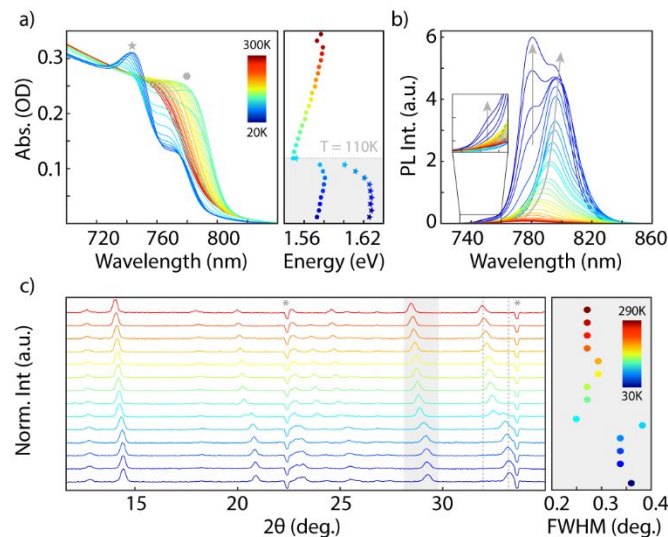 a)
0.3
0.2
0.1
Abs. (OD)
300K
20K
720 760 800
Wavelength (nm)
T = 110K
1.56 1.62
Energy (eV)
b)
6
4
2
0
PL Int. (a.u.)
740 780 820 860
Wavelength (nm)
c)
Norm. Int (a.u.)
*
*
15 20 25 30
2θ (deg.)
290K
30K
0.2 0.3 0.4
FWHM (deg.)